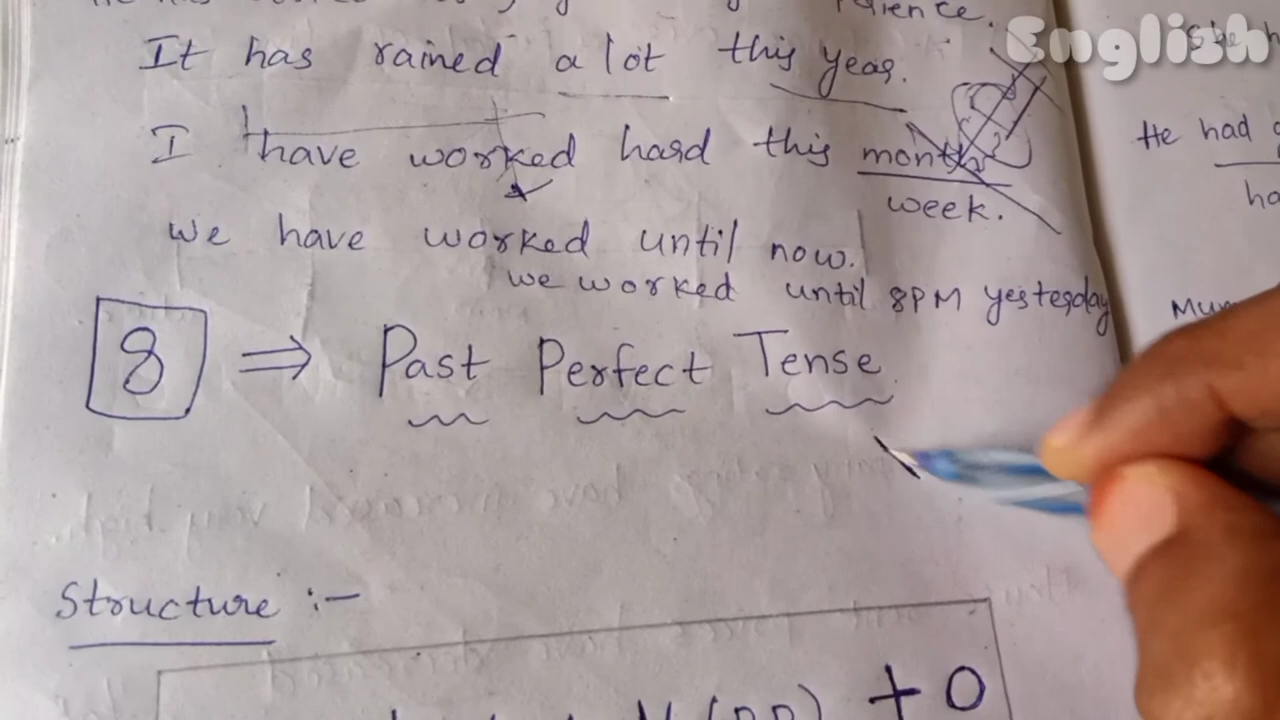 English
It has rained a lot this year.
I have worked hard this month
week.
We have worked until now.
We worked until 8PM yesterday
8 ⇒ Past Perfect Tense
Structure :-
+ O
He had